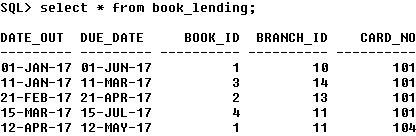 SQL> select * from book_lending;
DATE_OUT  DUE_DATE     BOOK_ID  BRANCH_ID    CARD_NO
--------- --------- ---------- ---------- ----------
01-JAN-17 01-JUN-17          1         10        101
11-JAN-17 11-MAR-17          3         14        101
21-FEB-17 21-APR-17          2         13        101
15-MAR-17 15-JUL-17          4         11        101
12-APR-17 12-MAY-17          1         11        104